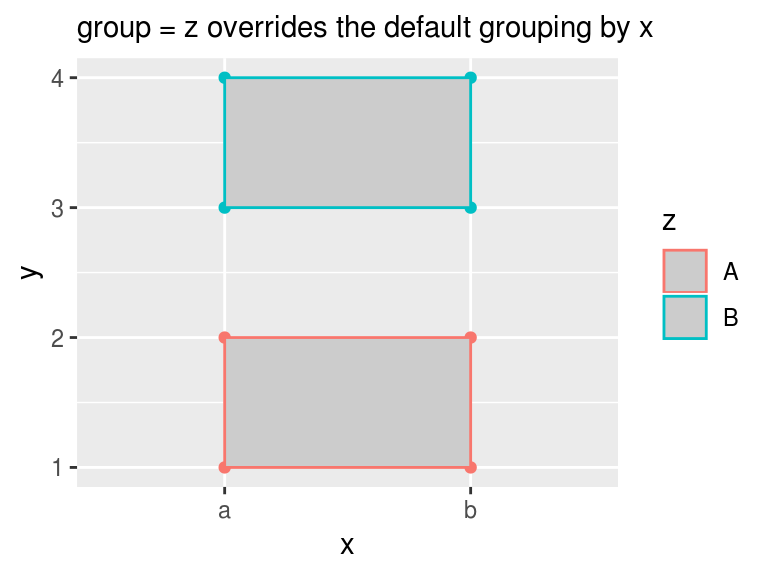 group = z overrides the default grouping by x
4
3
2
1
y
a b
x
z
A
B